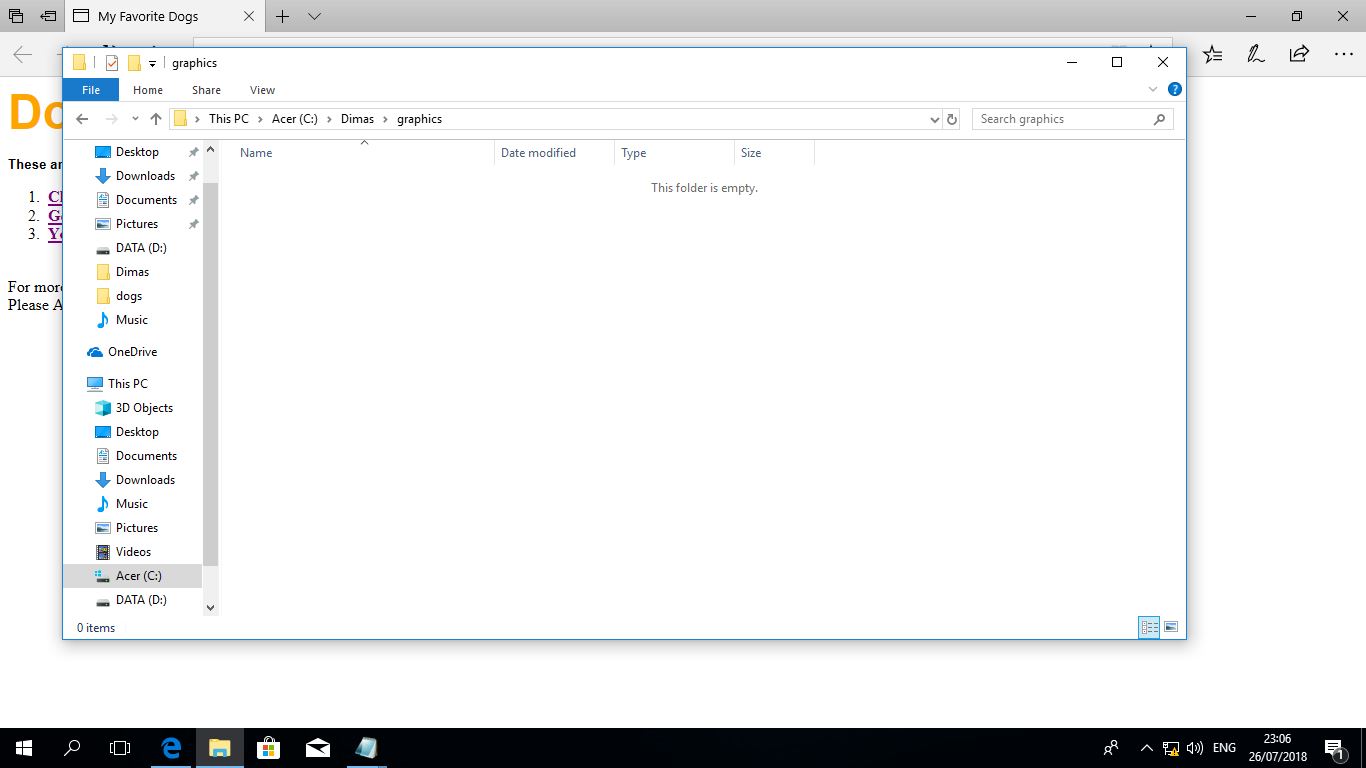 My Favorite Dogs
graphics
File Home Share View
This PC Acer (C:) Dimas graphics
Search graphics
Name Date modified Type Size
This folder is empty.
Desktop
Downloads
Documents
Pictures
DATA (D:)
Dimas
dogs
Music
OneDrive
This PC
3D Objects
Desktop
Documents
Downloads
Music
Pictures
Videos
Acer (C:)
DATA (D:)
0 items
Do
These
1.
2.
3.
For more
Please A
ENG
23:06
26/07/2018
1